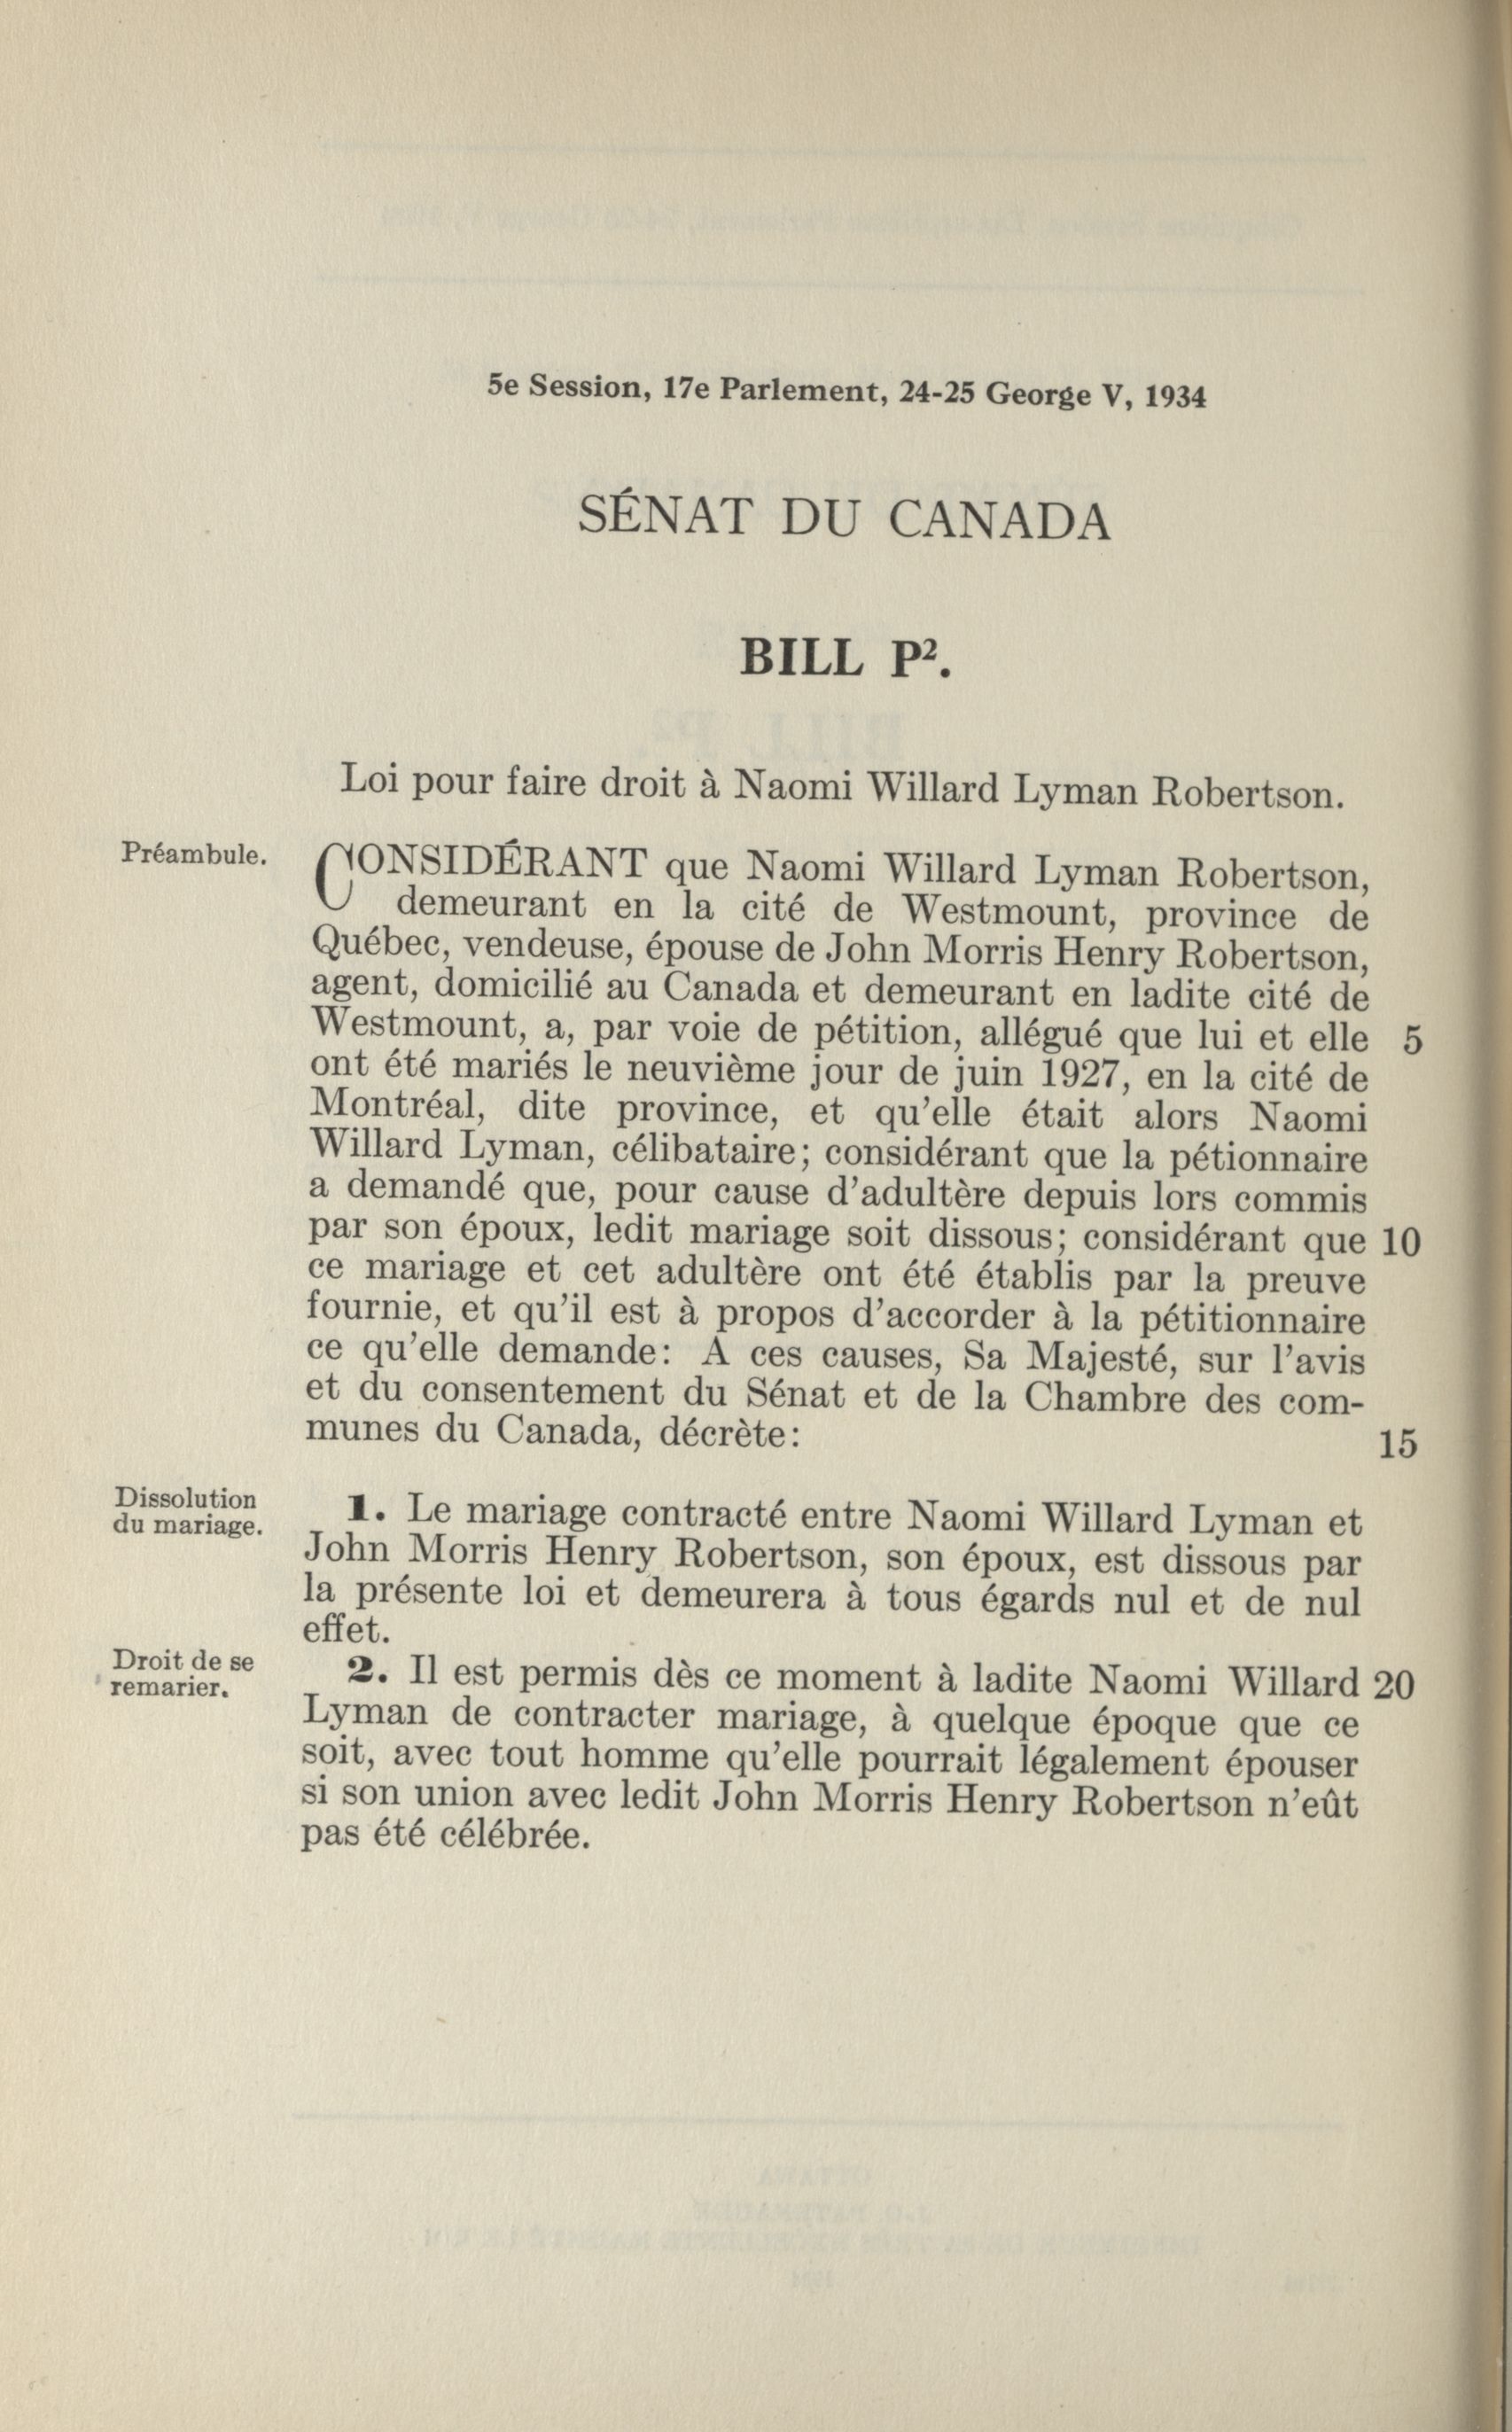 5e Session, 17e Parlement, 24-25 George V, 1934
SÉNAT DU CANADA
BILL P².
Loi pour faire droit à Naomi Willard Lyman Robertson.
Préambule.
CONSIDÉRANT que Naomi Willard Lyman Robertson,
demeurant en la cité de Westmount, province de
Québec, vendeuse, épouse de John Morris Henry Robertson,
agent, domicilié au Canada et demeurant en ladite cité de
Westmount, a, par voie de pétition, allégué que lui et elle 5
ont été mariés le neuvième jour de juin 1927, en la cité de
Montréal, dite province, et qu'elle était alors Naomi
Willard Lyman, célibataire; considérant que la pétionnaire
a demandé que, pour cause d'adultère depuis lors commis
par son époux, ledit mariage soit dissous; considérant que 10
ce mariage et cet adultère ont été établis par la preuve
fournie, et qu'il est à propos d'accorder à la pétitionnaire
ce qu'elle demande: A ces causes, Sa Majesté, sur l'avis
et du consentement du Sénat et de la Chambre des com-
munes du Canada, décrète: 15
Dissolution
du mariage.
1. Le mariage contracté entre Naomi Willard Lyman et
John Morris Henry Robertson, son époux, est dissous par
la présente loi et demeurera à tous égards nul et de nul
effet.
Droit de se
remarier.
2. Il est permis dès ce moment à ladite Naomi Willard 20
Lyman de contracter mariage, à quelque époque que ce
soit, avec tout homme qu'elle pourrait légalement épouser
si son union avec ledit John Morris Henry Robertson n'eût
pas été célébrée.